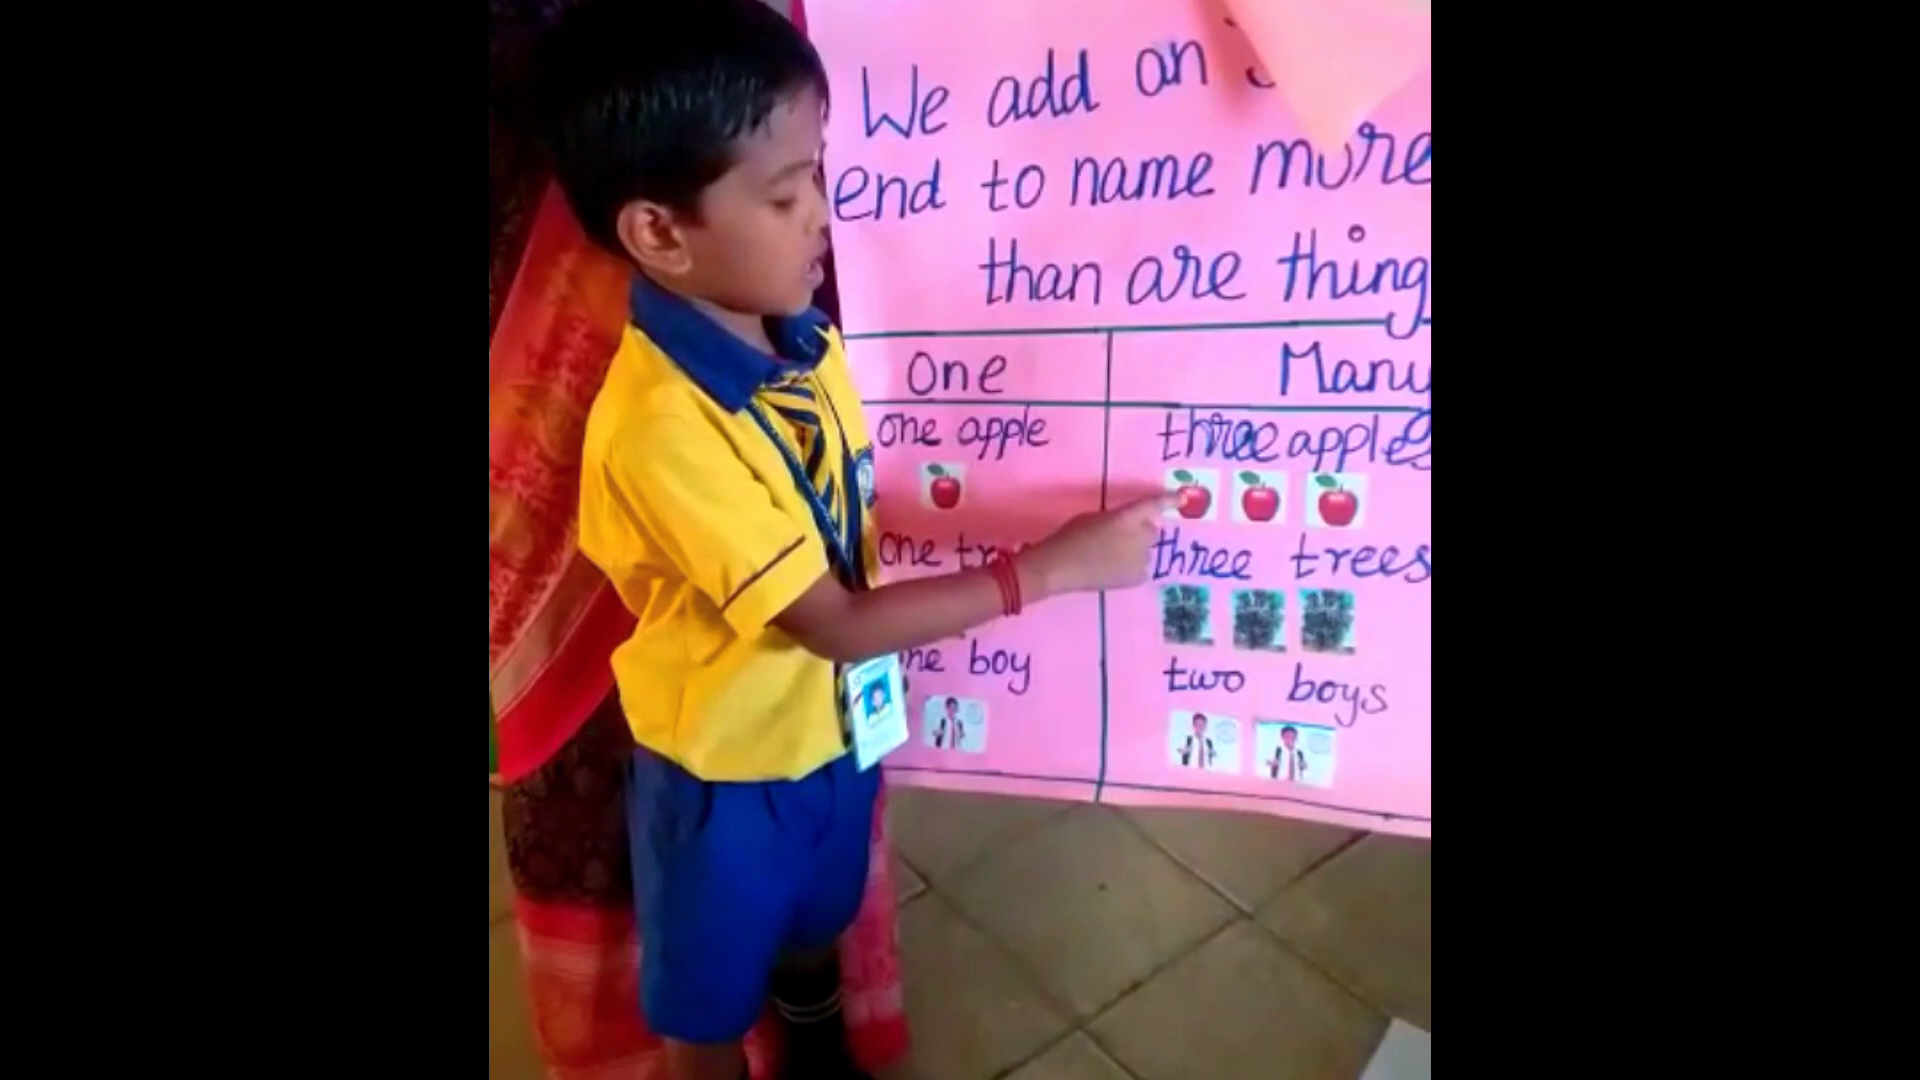 We add an
end to name more
than are thing
One Many
one apple three apples
one three trees
boy two boys